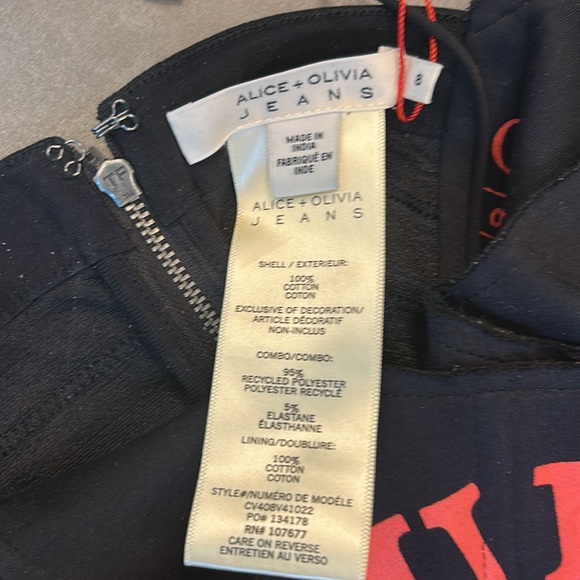 ALICE + OLIVIA
JEANS
8
MADE IN
INDIA
FABRIQUÉ EN
INDE
ALICE + OLIVIA
JEANS
SHELL / EXTERIEUR:
100%
COTTON
COTON
EXCLUSIVE OF DECORATION/
ARTICLE DÉCORATIF
NON-INCLUS
COMBO/COMBO:
95%
RECYCLED POLYESTER
POLYESTER RECYCLÉ
5%
ELASTANE
ÉLASTHANNE
LINING/DOUBLURE:
100%
COTTON
COTON
STYLE#/NUMÉRO DE MODÈLE
CV408V41022
PO# 134178
RN# 107677
CARE ON REVERSE
ENTRETIEN AU VERSO